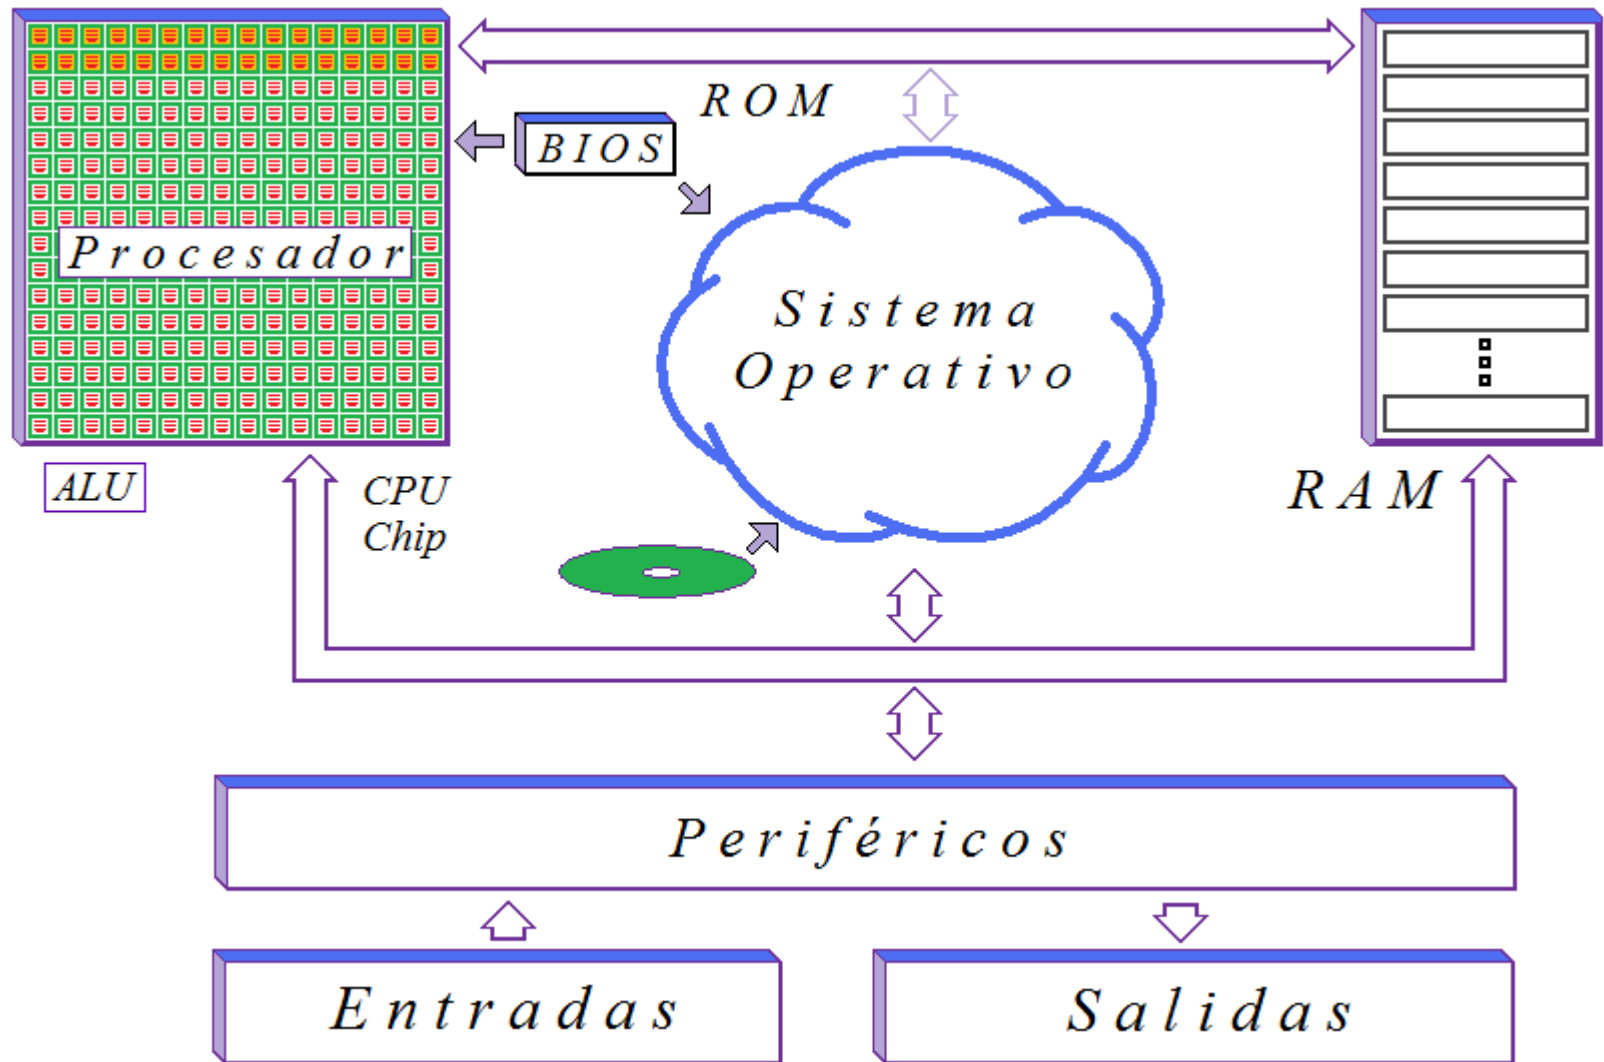 ROM
BIOS
Procesador
Sistema
Operativo
ALU
CPU
Chip
RAM
Periféricos
Entradas
Salidas